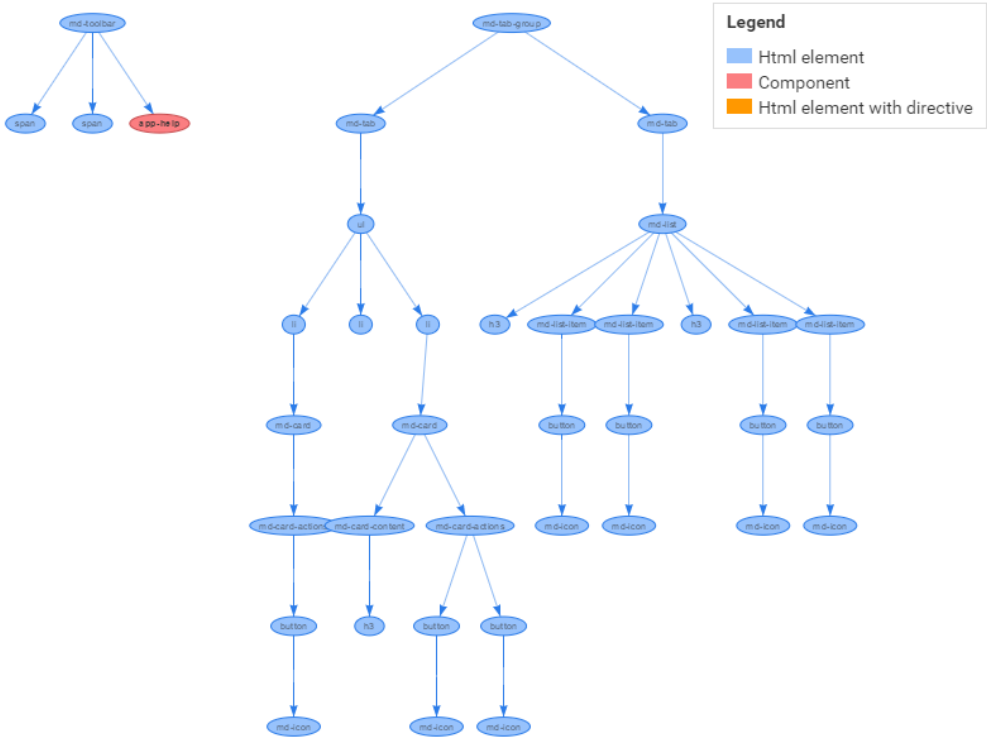 md-toolbar
md-tab-group
Legend
Html element
Component
Html element with directive
span
span
app-help
md-tab
md-tab
ul
md-list
li
li
li
h3
md-list-item
md-list-item
h3
md-list-item
md-list-item
md-card
md-card
button
button
button
button
md-card-actions
md-card-content
md-card-actions
md-icon
md-icon
md-icon
md-icon
button
h3
button
button
md-icon
md-icon
md-icon